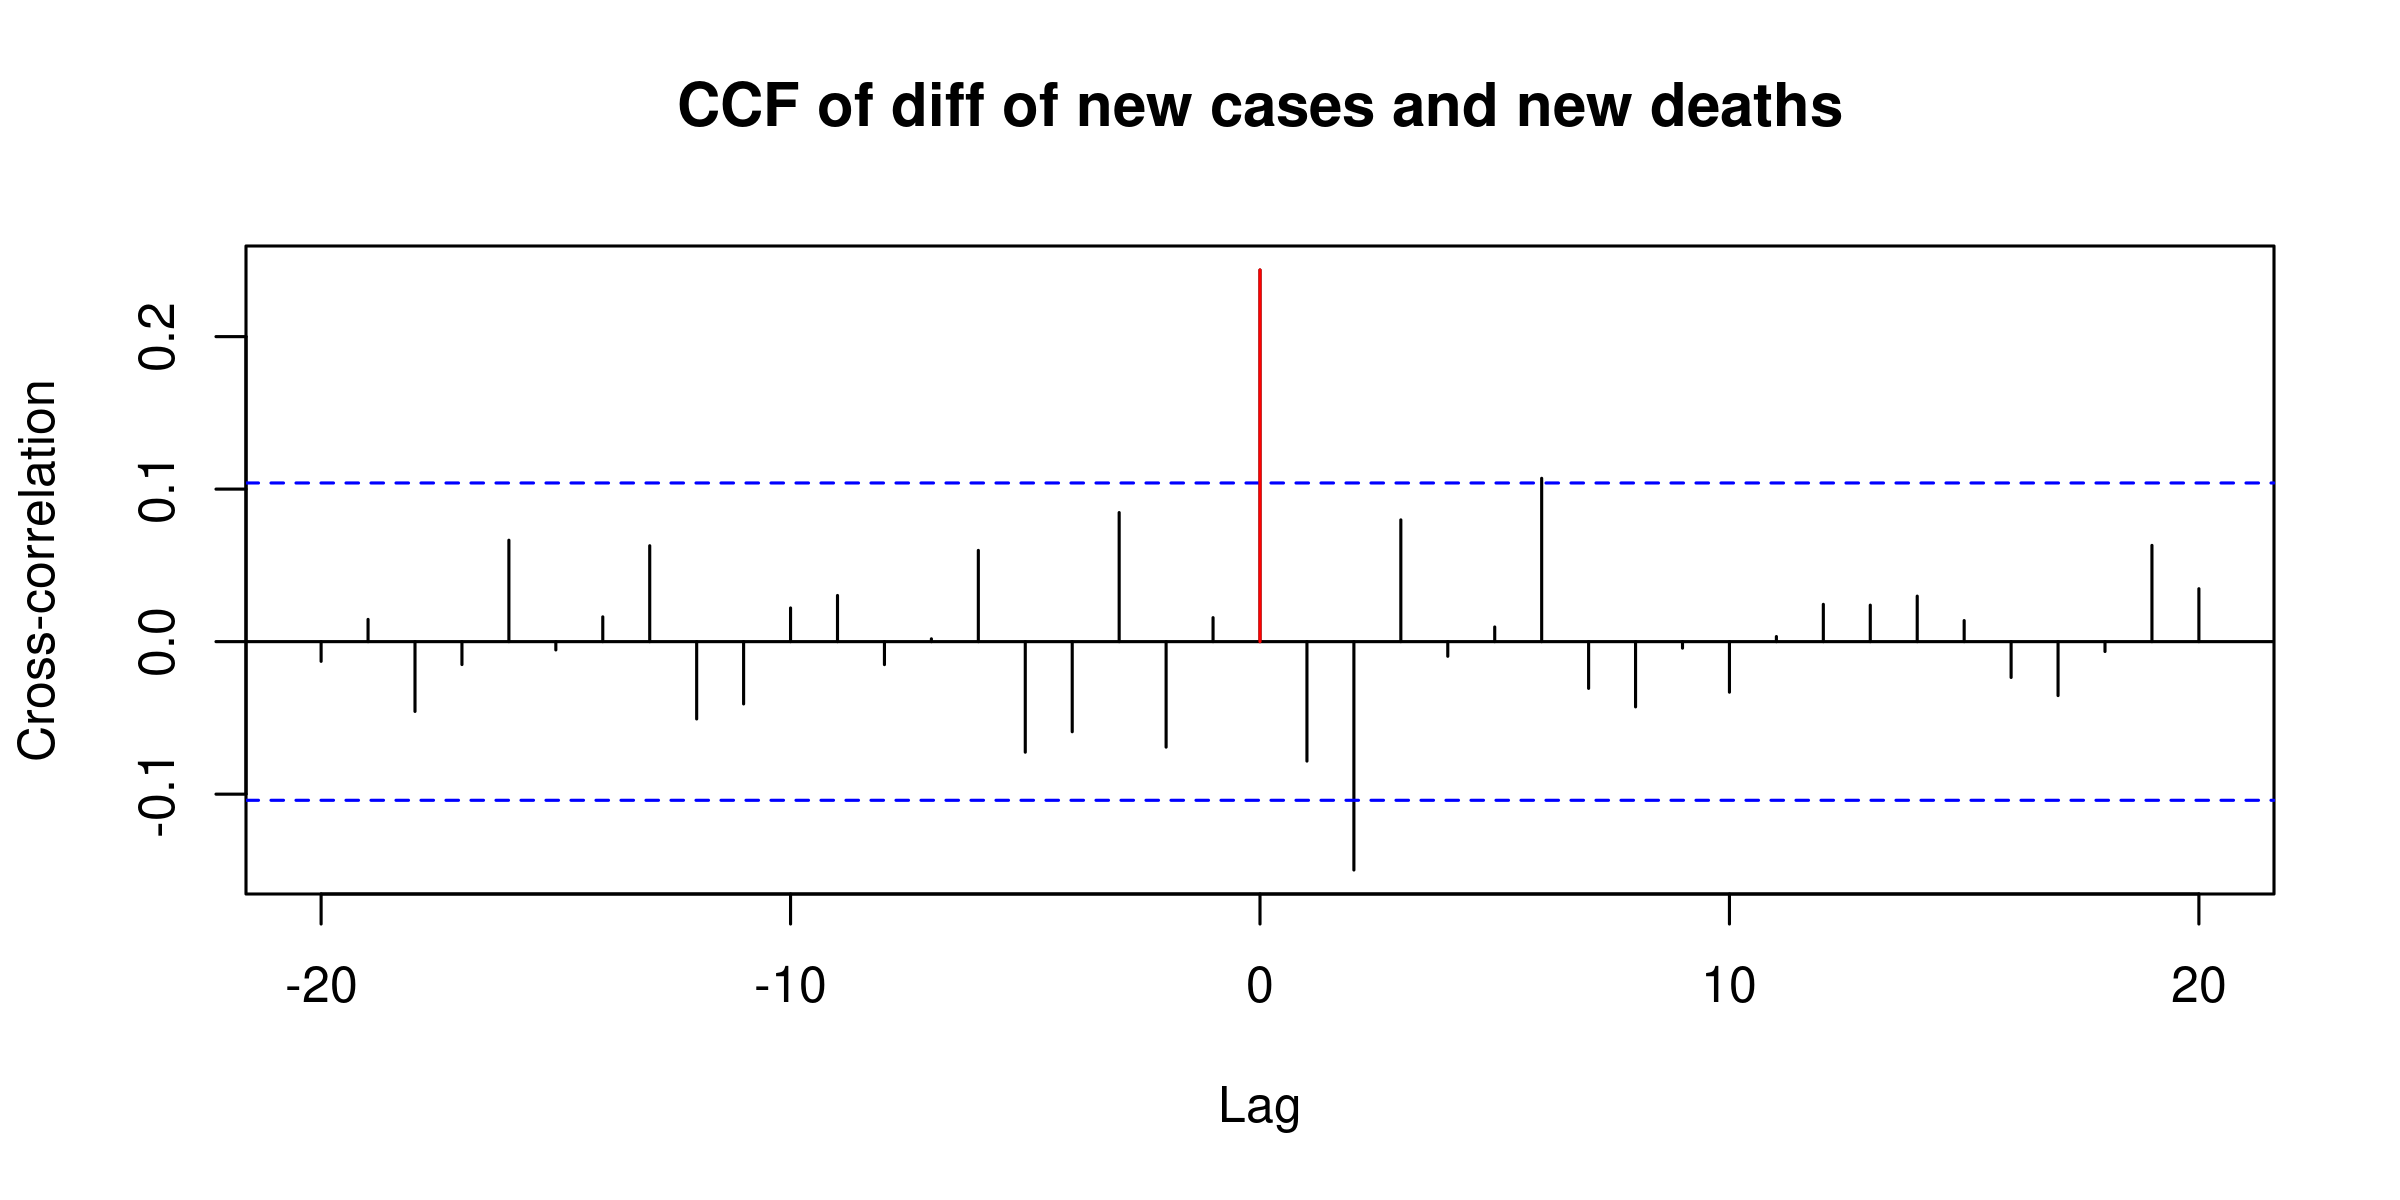 CCF of diff of new cases and new deaths
Cross-correlation
0.2
0.1
0.0
-0.1
-20 -10 0 10 20
Lag